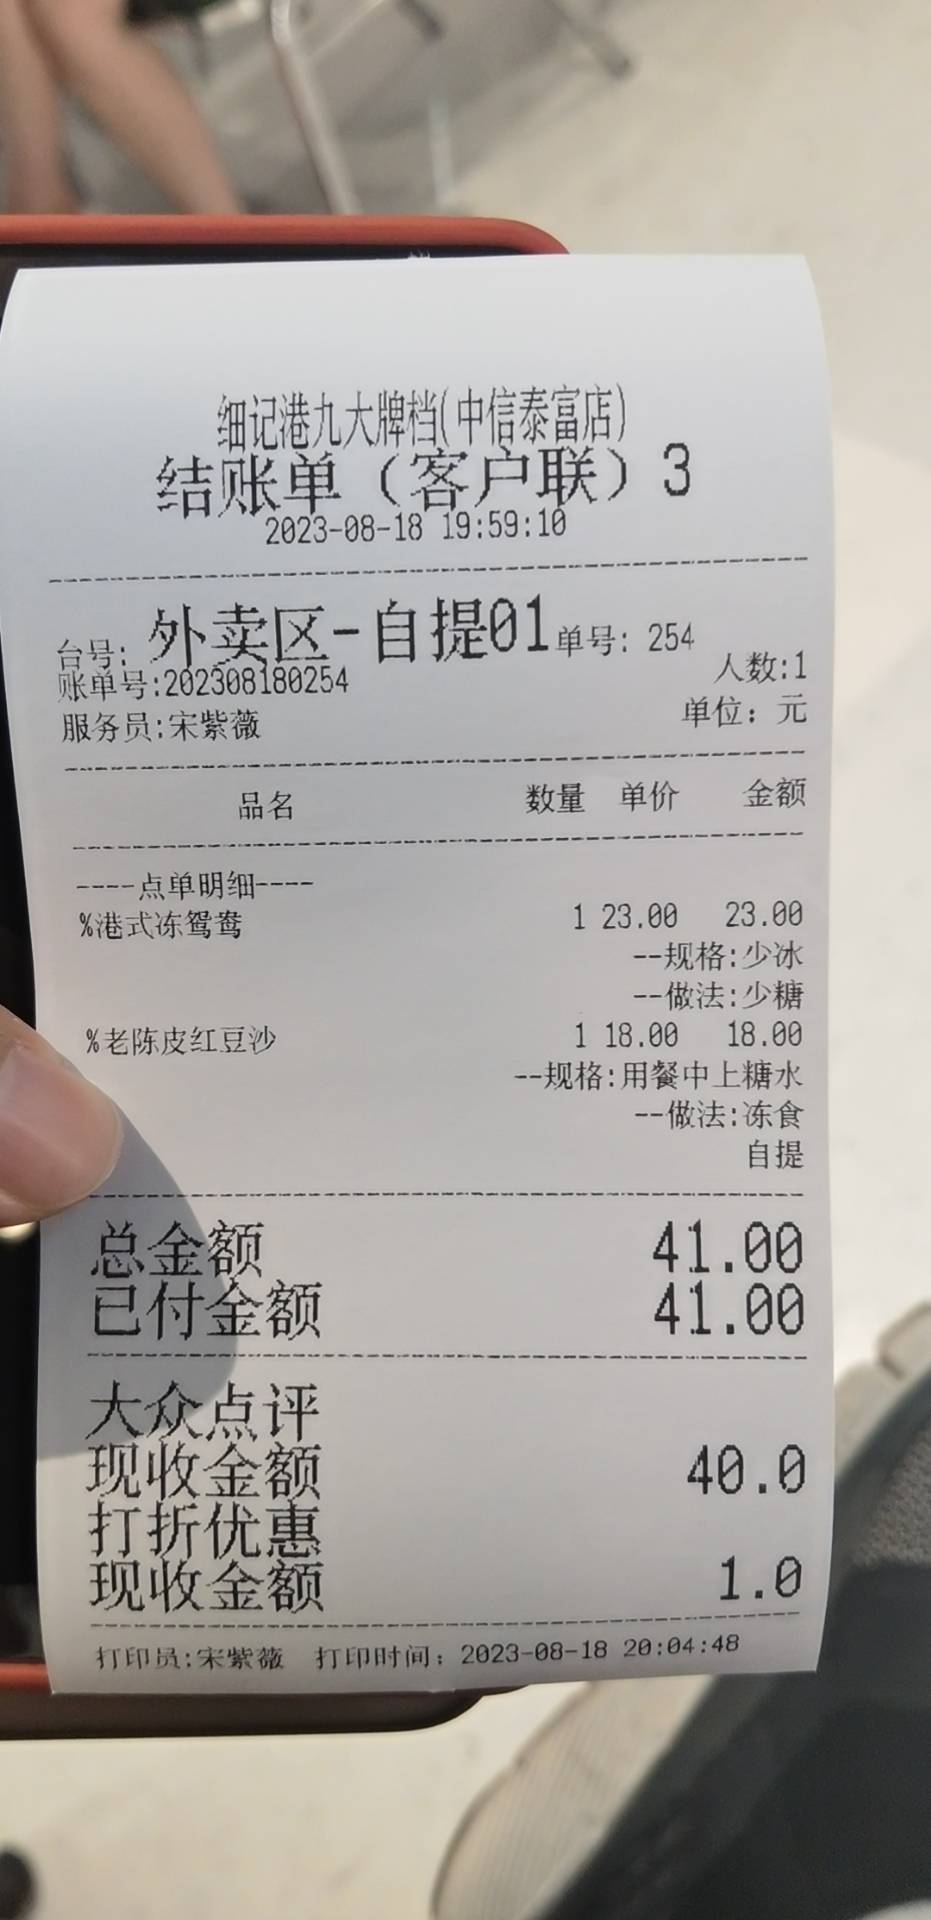 细记港九大牌档(中信泰富店)
结账单（客户联）3
2023-08-18 19:59:10
台号: 外卖区-自提01 单号: 254
账单号:202308180254 人数:1
服务员:宋紫薇 单位: 元
品名 数量 单价 金额
----点单明细----
%港式冻鸳鸯 1 23.00 23.00
--规格:少冰
--做法:少糖
%老陈皮红豆沙 1 18.00 18.00
--规格:用餐中上糖水
--做法:冻食
自提
总金额 41.00
已付金额 41.00
大众点评
现收金额 40.0
打折优惠
现收金额 1.0
打印员:宋紫薇 打印时间: 2023-08-18 20:04:48